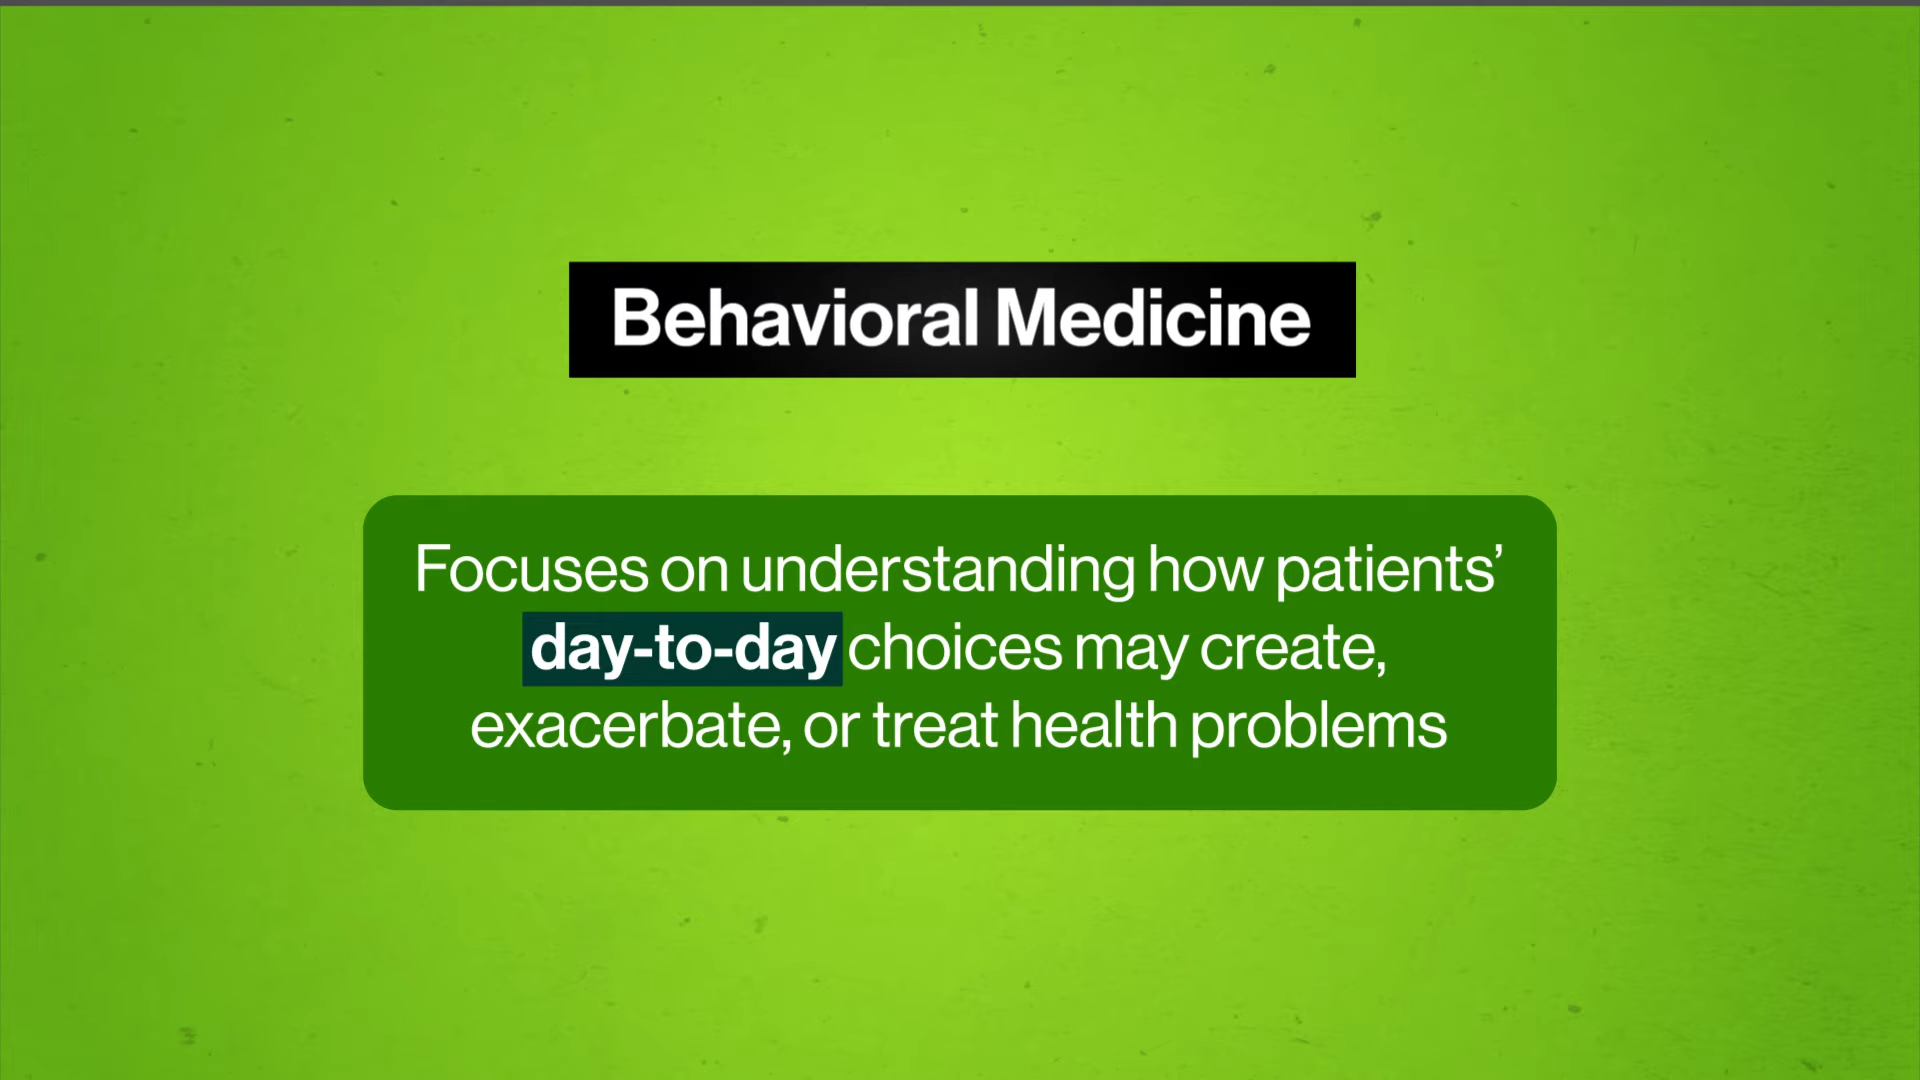 Behavioral Medicine
Focuses on understanding how patients’
day-to-day choices may create,
exacerbate, or treat health problems